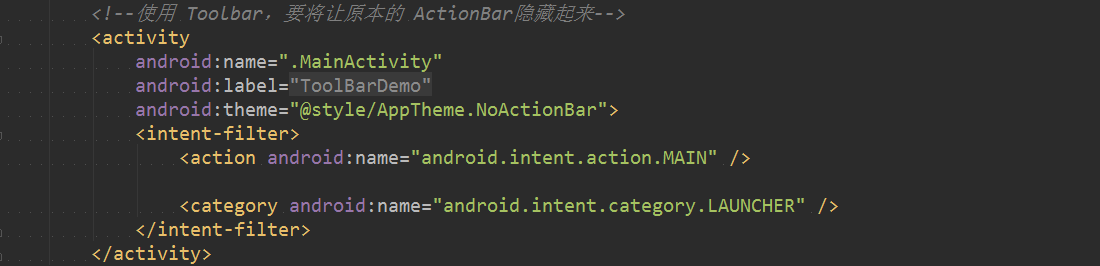 <!--使用 Toolbar，要将让原本的 ActionBar隐藏起来-->
<activity
android:name=".MainActivity"
android:label="ToolBarDemo"
android:theme="@style/AppTheme.NoActionBar">
<intent-filter>
<action android:name="android.intent.action.MAIN" />
<category android:name="android.intent.category.LAUNCHER" />
</intent-filter>
</activity>